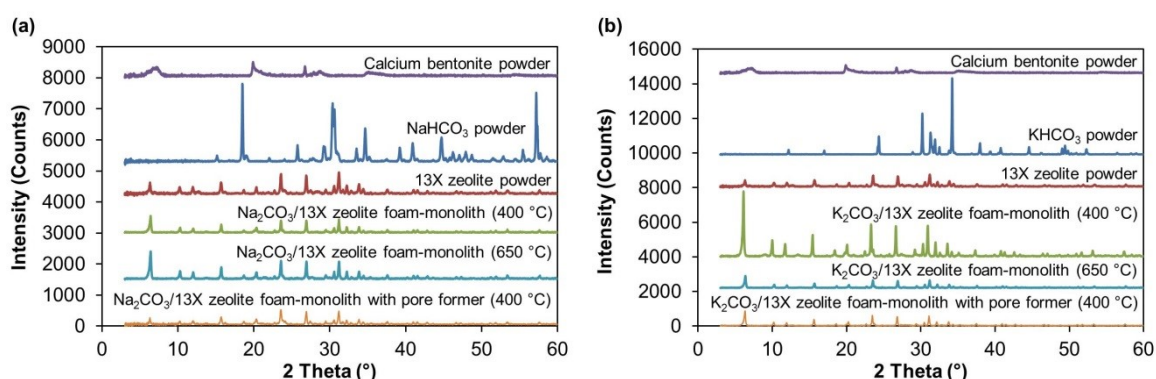 (a)
9000
8000
7000
6000
5000
4000
3000
2000
1000
0
Intensity (Counts)
Calcium bentonite powder
NaHCO₃ powder
13X zeolite powder
Na₂CO₃/13X zeolite foam-monolith (400 °C)
Na₂CO₃/13X zeolite foam-monolith (650 °C)
Na₂CO₃/13X zeolite foam-monolith with pore former (400 °C)
0 10 20 30 40 50 60
2 Theta (°)
(b)
16000
14000
12000
10000
8000
6000
4000
2000
0
Intensity (Counts)
Calcium bentonite powder
KHCO₃ powder
13X zeolite powder
K₂CO₃/13X zeolite foam-monolith (400 °C)
K₂CO₃/13X zeolite foam-monolith (650 °C)
K₂CO₃/13X zeolite foam-monolith with pore former (400 °C)
0 10 20 30 40 50 60
2 Theta (°)